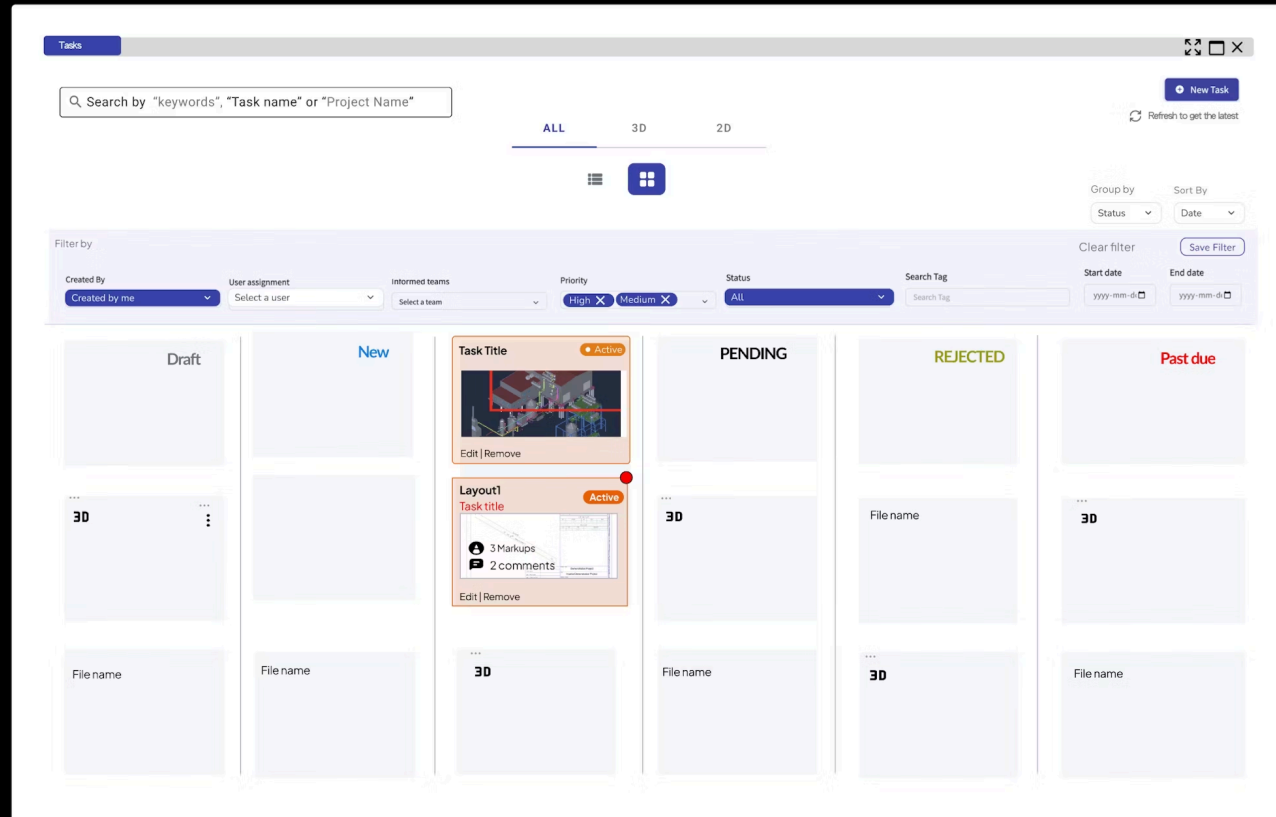 Tasks
Search by "keywords", "Task name" or "Project Name"
New Task
Refresh to get the latest
ALL
3D
2D
Group by
Sort By
Status
Date
Filter by
Clear filter
Save Filter
Created By
User assignment
Informed teams
Priority
Status
Search Tag
Start date
End date
Created by me
Select a user
Select a team
High
Medium
All
Search Tag
yyyy-mm-d
yyyy-mm-d
Draft
New
Task Title
Active
PENDING
REJECTED
Past due
Edit | Remove
Layout1
Active
Task title
3 Markups
2 comments
Edit | Remove
3D
3D
File name
3D
File name
File name
3D
File name
3D
File name